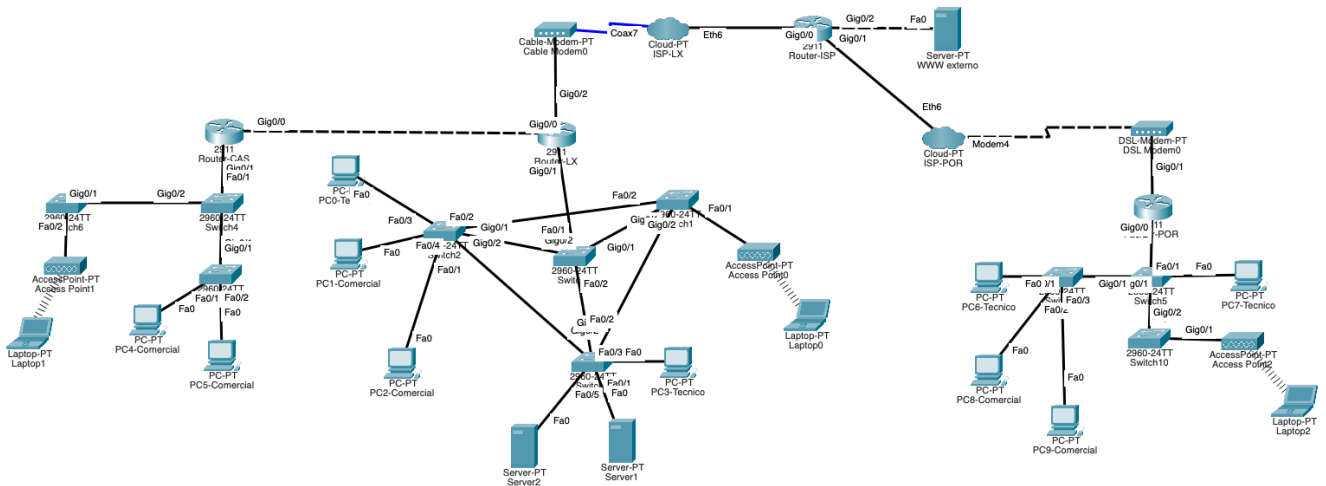 Gig0/2
Fa0
Cable-Modem-PT
Cable Modem0
Coax7
Cloud-PT
ISP-LX
Eth6
Gig0/0
Gig0/1
2911
Router-ISP
Server-PT
WWW externo
Gig0/2
Eth6
Gig0/0
Gig0/0
2911
Router-CAS
Gig0/1
Fa0/1
2911
Router-LX
Gig0/1
Cloud-PT
ISP-POR
Modem4
DSL-Modem-PT
DSL Modem0
Gig0/1
Gig0/1
Gig0/2
2960-24TT
Fa0/2
2960-24TT
Switch4
Gig0/1
Fa0
Fa0/3
Fa0/2
Gig0/1
Gig0/2
Fa0/4
Switch2
Fa0/1
Fa0/2
Fa0/1
Gig0/2
Gig0/1
Fa0/1
Gig0/2
2960-24TT
Fa0/2
Gig0/0
Fa0/1
Fa0
Gig0/1
Fa0/3
Switch5
Gig0/2
Gig0/1
AccessPoint-PT
Access Point1
AccessPoint-PT
Access Point0
Fa0
PC-PT
PC1-Comercial
PC-PT
PC6-Tecnico
PC-PT
PC7-Tecnico
Fa0/1
Fa0/2
2960-24TT
Fa0
Fa0
PC-PT
PC4-Comercial
Laptop-PT
Laptop1
PC-PT
PC5-Comercial
Fa0
PC-PT
PC2-Comercial
Fa0/2
Fa0/3
Fa0
Fa0/1
Fa0/5
PC-PT
PC3-Tecnico
Laptop-PT
Laptop0
2960-24TT
Switch10
AccessPoint-PT
Access Point2
Fa0
PC-PT
PC8-Comercial
Fa0
PC-PT
PC9-Comercial
Laptop-PT
Laptop2
Fa0
Fa0
Server-PT
Server2
Server-PT
Server1